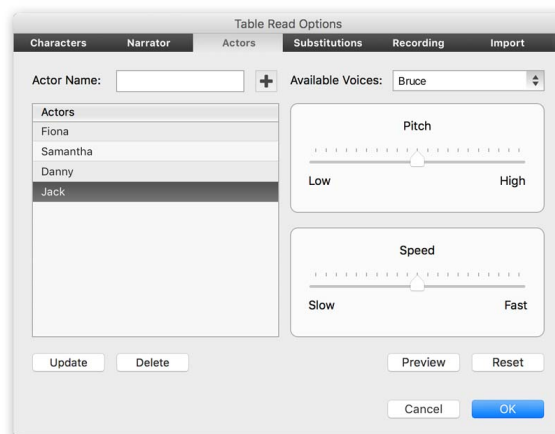 Table Read Options
Characters Narrator Actors Substitutions Recording Import
Actor Name: Available Voices: Bruce
Actors
Fiona
Samantha
Danny
Jack
Pitch
Low High
Speed
Slow Fast
Update Delete Preview Reset
Cancel OK